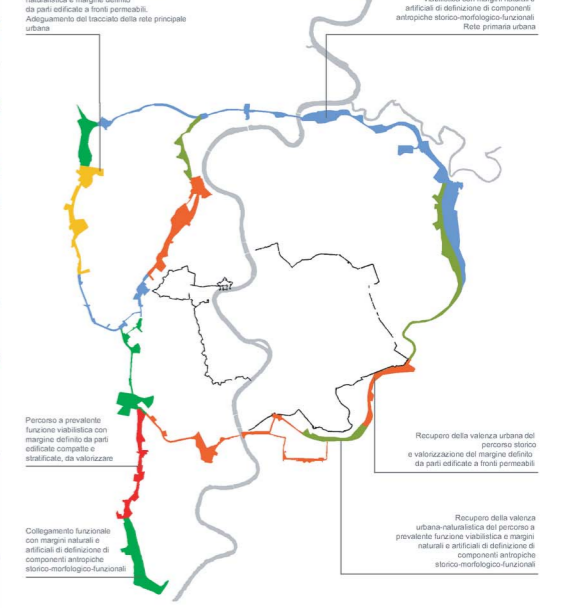 naturalistica e margine definito
da parti edificate a fronti permeabili.
Adeguamento del tracciato della rete principale
urbana
artificiali di definizione di componenti
antropiche storico-morfologico-funzionali
Rete primaria urbana
Percorso a prevalente
funzione viabilistica con
margine definito da parti
edificate compatte e
stratificate, da valorizzare
Recupero della valenza urbana del
percorso storico
e valorizzazione del margine definito
da parti edificate a fronti permeabili
Collegamento funzionale
con margini naturali e
artificiali di definizione di
componenti antropiche
storico-morfologico-funzionali
Recupero della valenza
urbana-naturalistica del percorso a
prevalente funzione viabilistica e margini
naturali e artificiali di definizione di
componenti antropiche
storico-morfologico-funzionali